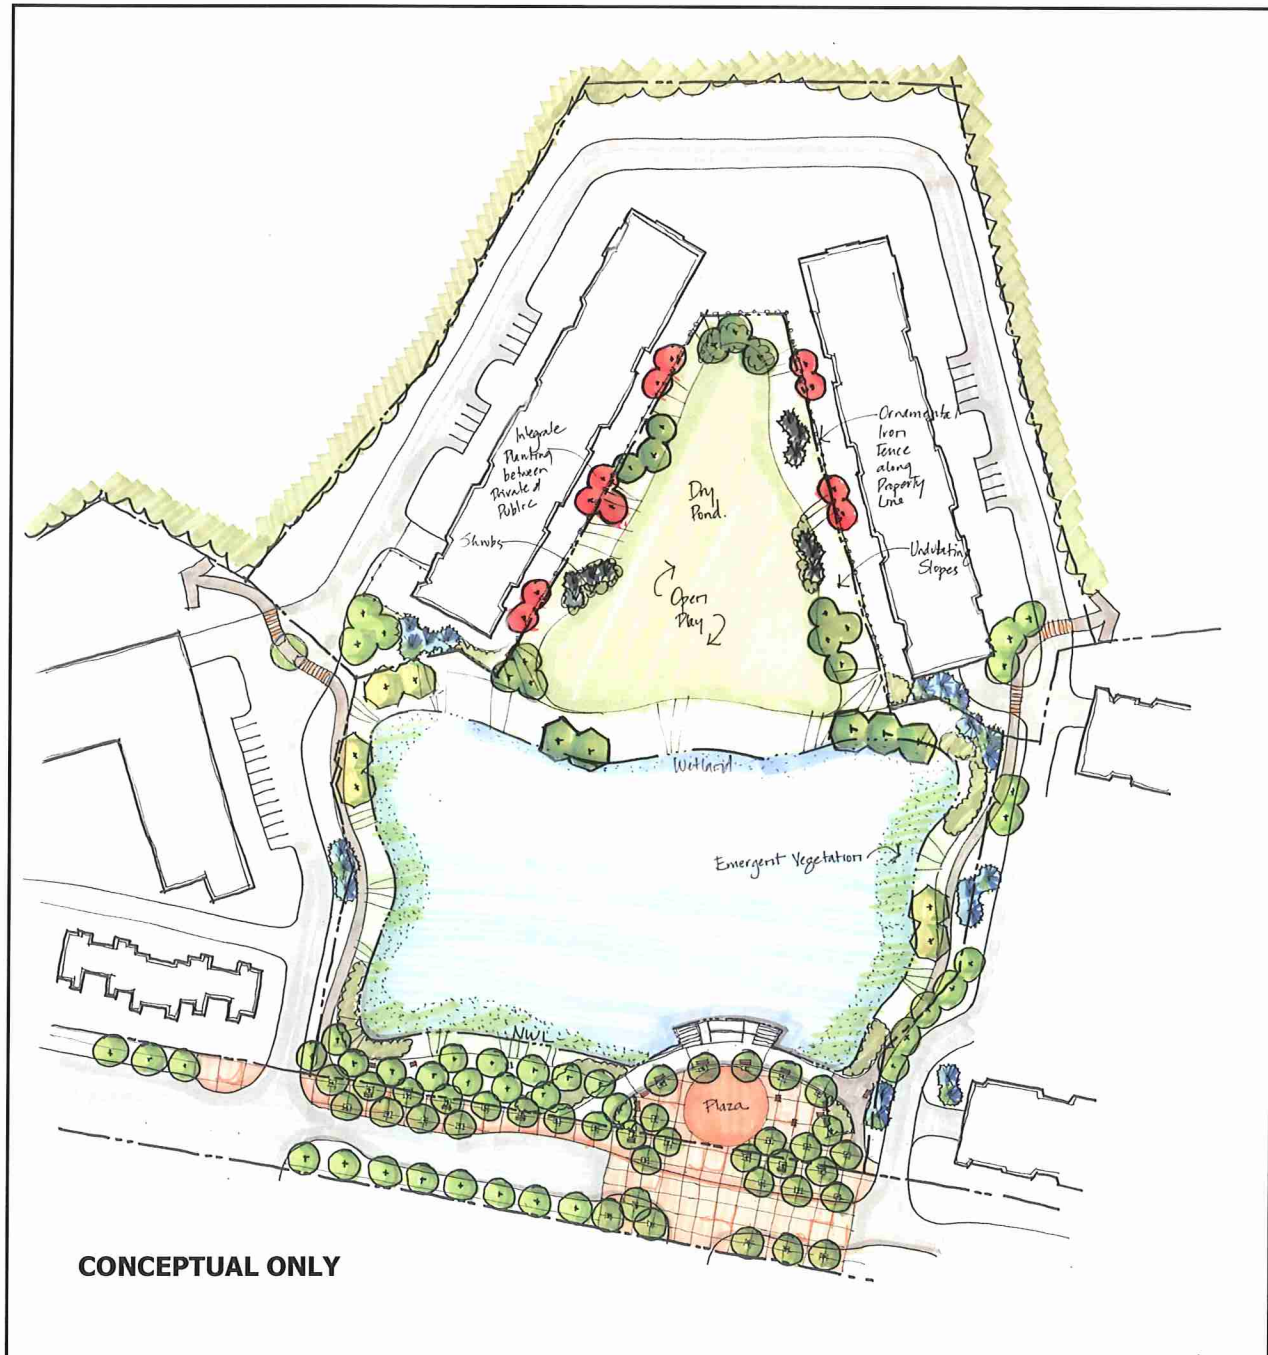 Ornamental
Iron
Fence
along
Property
Line
Integrate
Planting
between
Private &
Public
Dry
Pond.
Shrubs
Undulating
Slopes
Open
Play
Wetland
Emergent Vegetation
NWL
Plaza
CONCEPTUAL ONLY